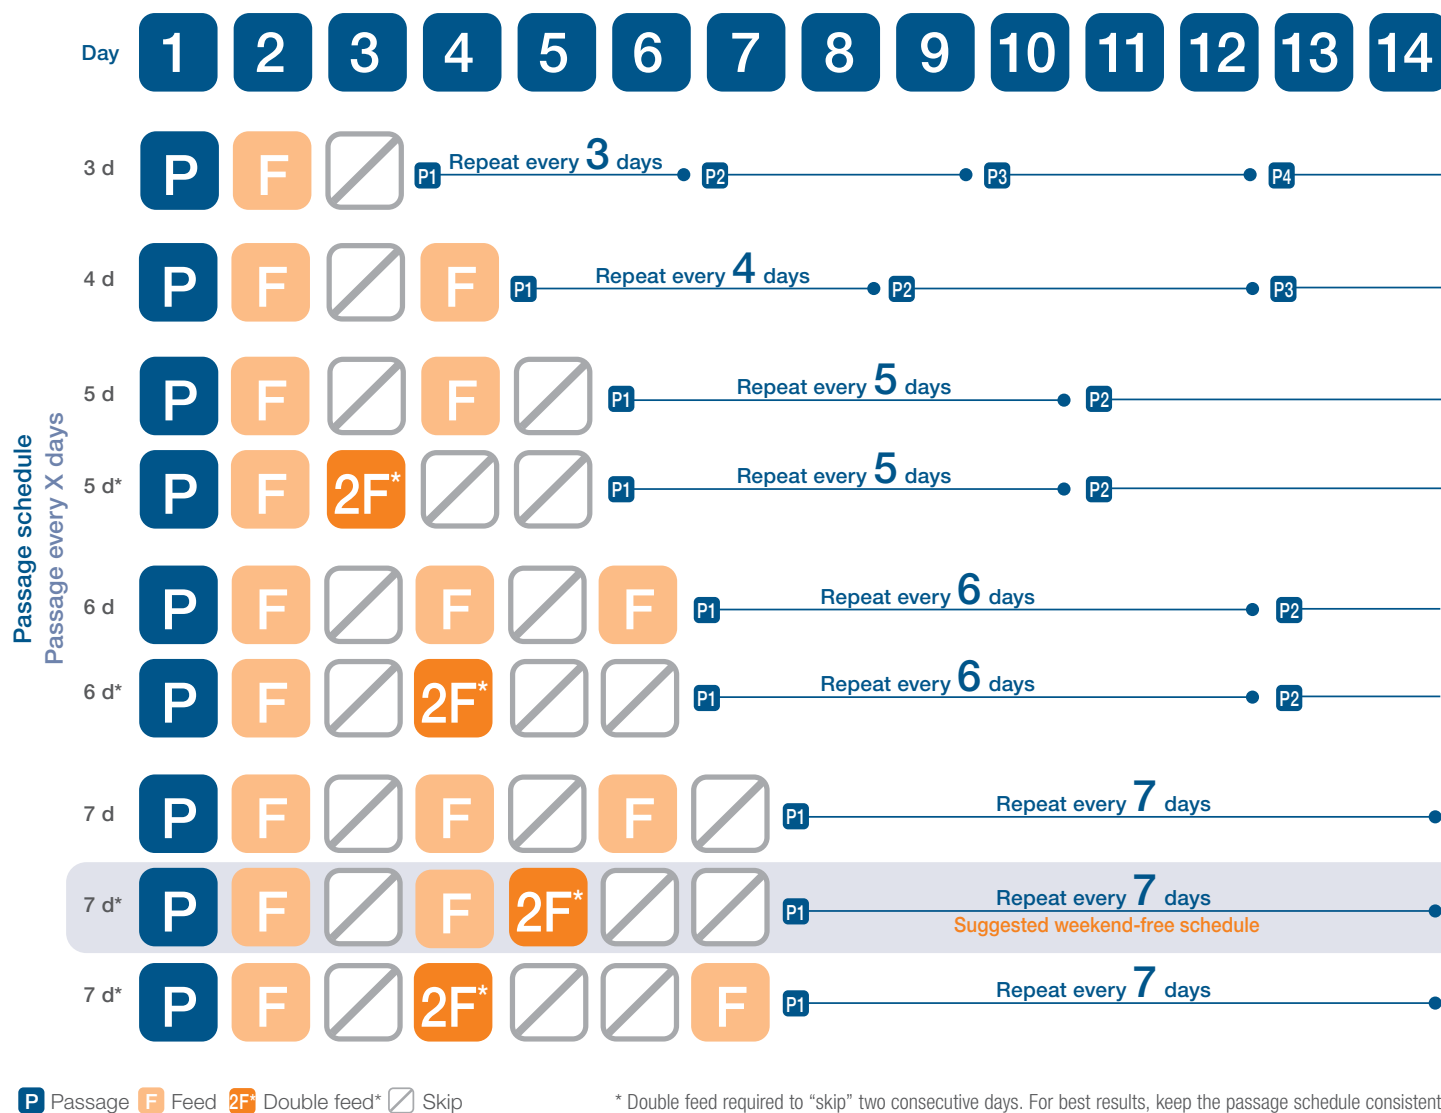 Day 1 2 3 4 5 6 7 8 9 10 11 12 13 14
Passage schedule
Passage every X days
3 d P F P1 Repeat every 3 days P2 P3 P4
4 d P F F P1 Repeat every 4 days P2 P3
5 d P F F P1 Repeat every 5 days P2
5 d* P F 2F* P1 Repeat every 5 days P2
6 d P F F F P1 Repeat every 6 days P2
6 d* P F 2F* P1 Repeat every 6 days P2
7 d P F F F P1 Repeat every 7 days
7 d* P F F 2F* P1 Repeat every 7 days
Suggested weekend-free schedule
7 d* P F 2F* F P1 Repeat every 7 days
P Passage F Feed 2F* Double feed* Skip
* Double feed required to “skip” two consecutive days. For best results, keep the passage schedule consistent